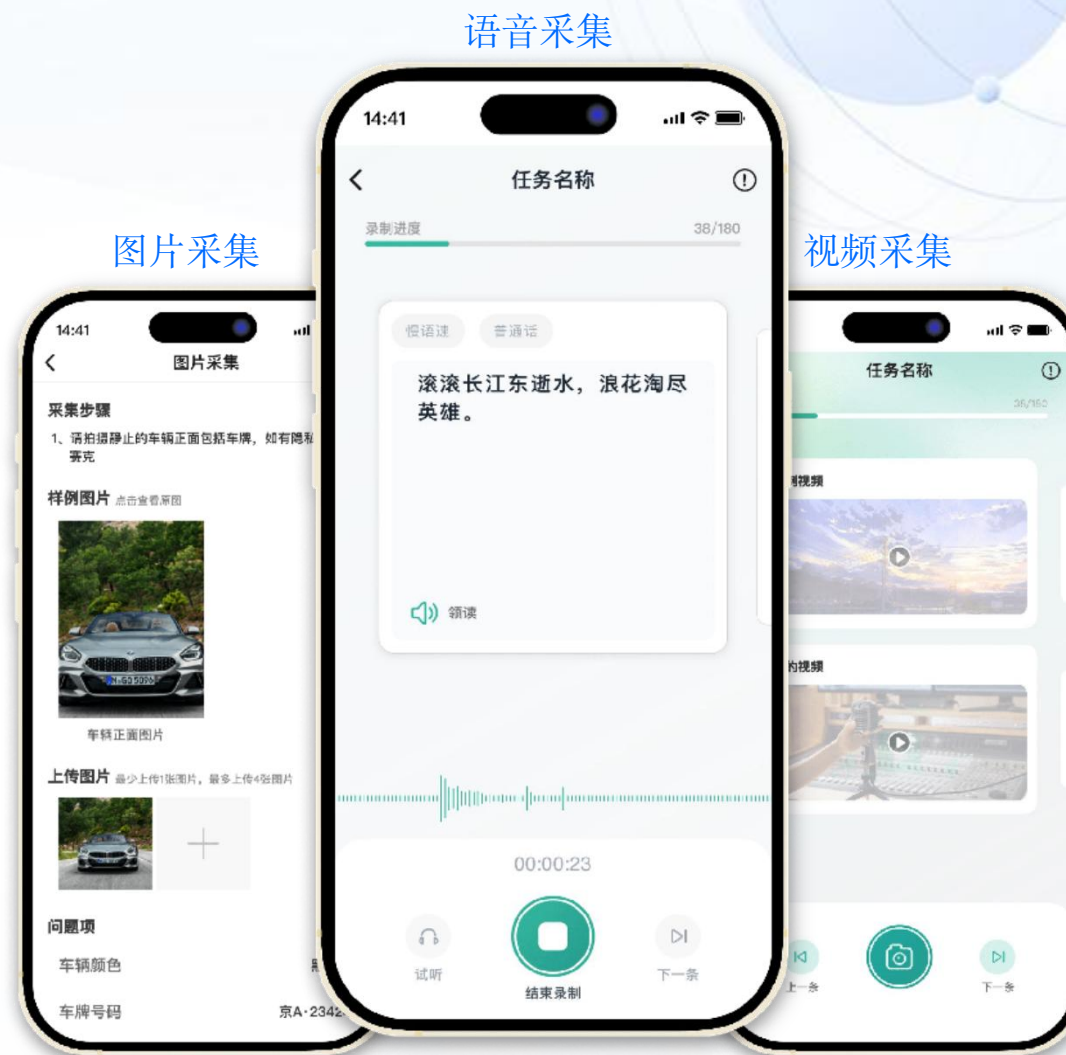 语音采集
14:41
任务名称
录制进度
38/180
慢语速
普通话
滚滚长江东逝水，浪花淘尽
英雄。
领读
00:00:23
试听
结束录制
下一条
图片采集
14:41
图片采集
采集步骤
1、请拍摄静止的车辆正面包括车牌，如有隐私
赛克
样例图片 点击查看原图
车辆正面图片
上传图片 最少上传1张图片，最多上传4张图片
问题项
车辆颜色
车牌号码
京A·2342
视频采集
任务名称
视频
视频
上一条
下一条